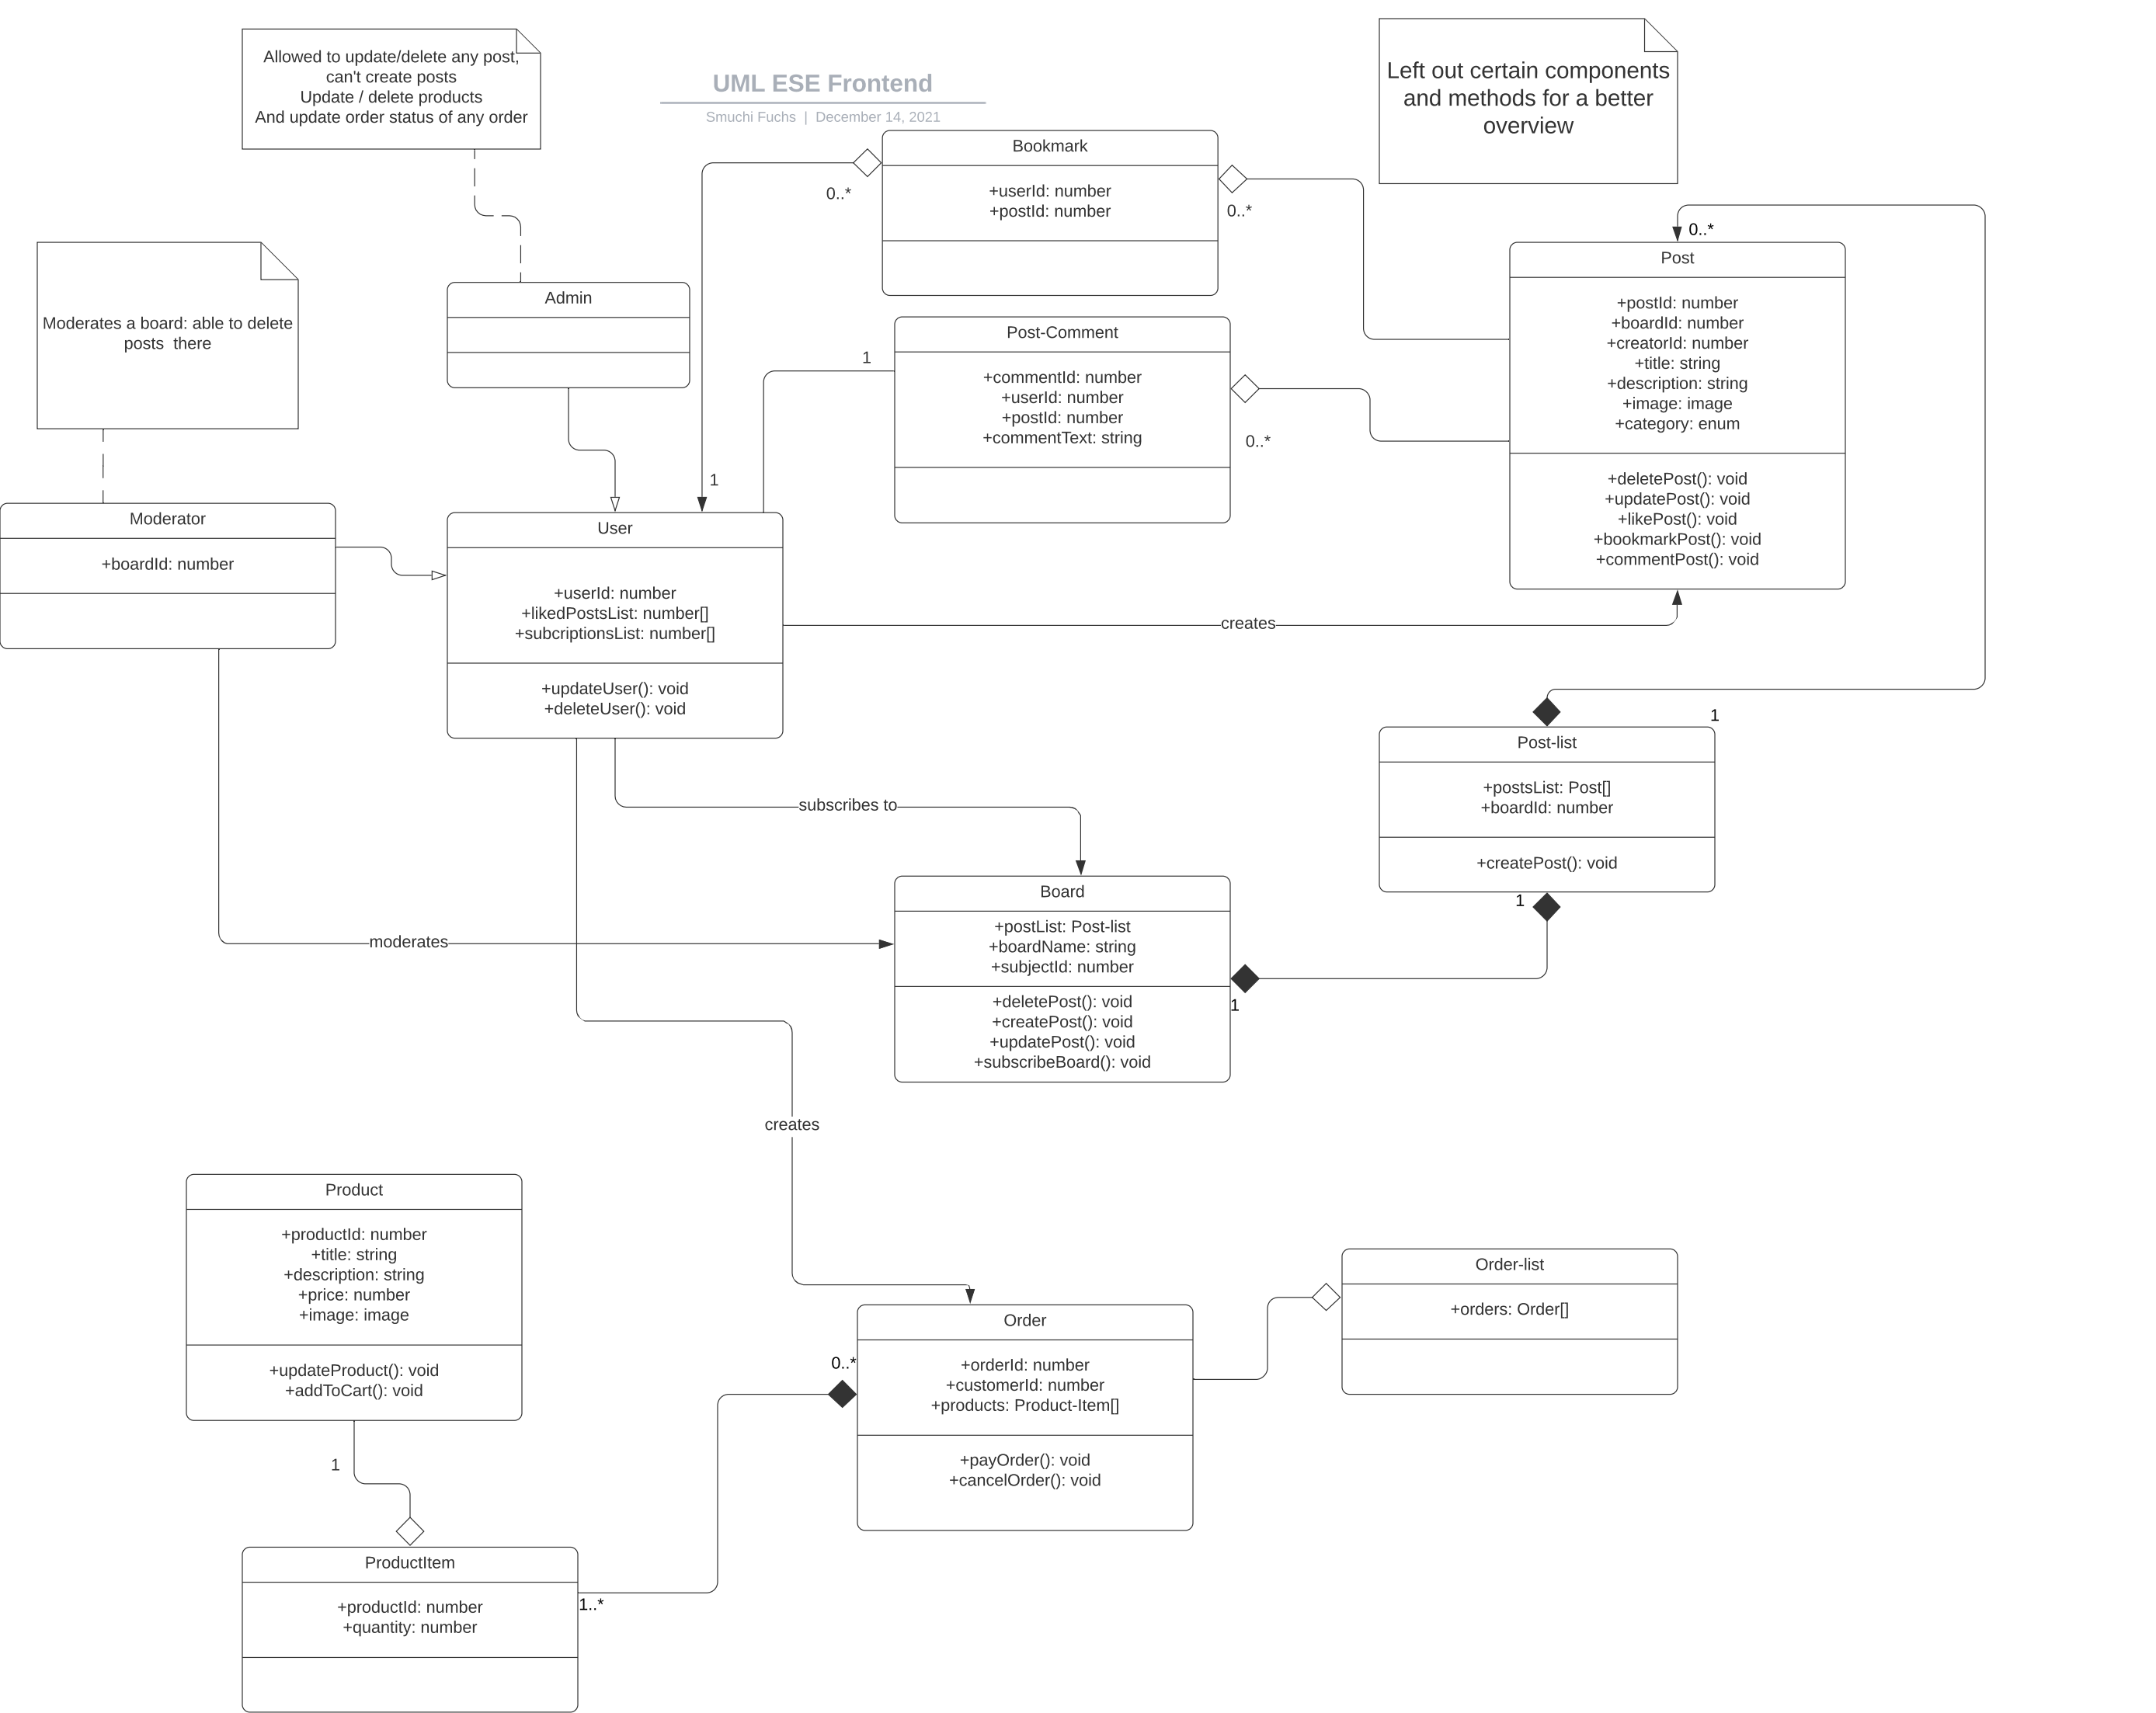 Allowed to update/delete any post,
can't create posts
Update / delete products
And update order status of any order
UML ESE Frontend
Smuchi Fuchs | December 14, 2021
Left out certain components
and methods for a better
overview
Moderates a board: able to delete
posts there
Admin
Bookmark
+userId: number
+postId: number
0..*
0..*
Post-Comment
+commentId: number
+userId: number
+postId: number
+commentText: string
1
0..*
0..*
Post
+postId: number
+boardId: number
+creatorId: number
+title: string
+description: string
+image: image
+category: enum
+deletePost(): void
+updatePost(): void
+likePost(): void
+bookmarkPost(): void
+commentPost(): void
Moderator
+boardId: number
1
User
+userId: number
+likedPostsList: number[]
+subcriptionsList: number[]
+updateUser(): void
+deleteUser(): void
creates
subscribes to
moderates
1
Post-list
+postsList: Post[]
+boardId: number
+createPost(): void
1
Board
+postList: Post-list
+boardName: string
+subjectId: number
+deletePost(): void
+createPost(): void
+updatePost(): void
+subscribeBoard(): void
1
creates
Product
+productId: number
+title: string
+description: string
+price: number
+image: image
+updateProduct(): void
+addToCart(): void
1
Order
+orderId: number
+customerId: number
+products: Product-Item[]
+payOrder(): void
+cancelOrder(): void
0..*
Order-list
+orders: Order[]
ProductItem
+productId: number
+quantity: number
1..*